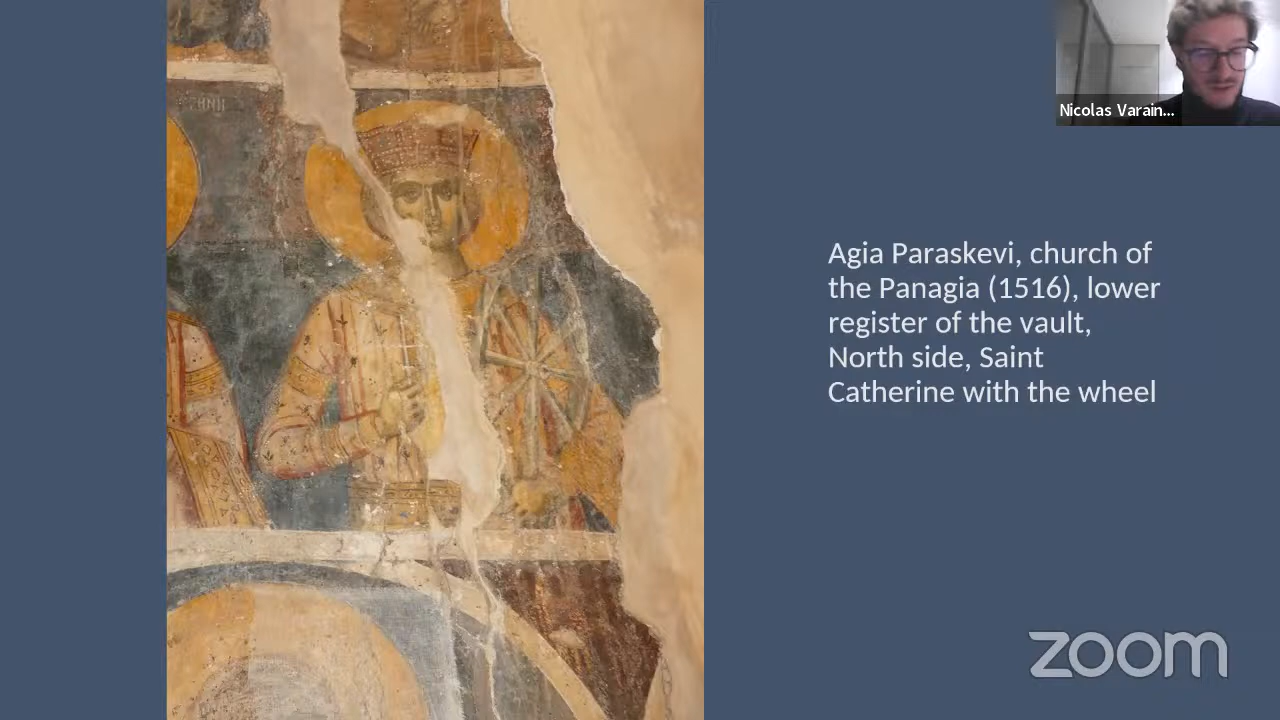 Nicolas Varain...
Agia Paraskevi, church of
the Panagia (1516), lower
register of the vault,
North side, Saint
Catherine with the wheel
zoom